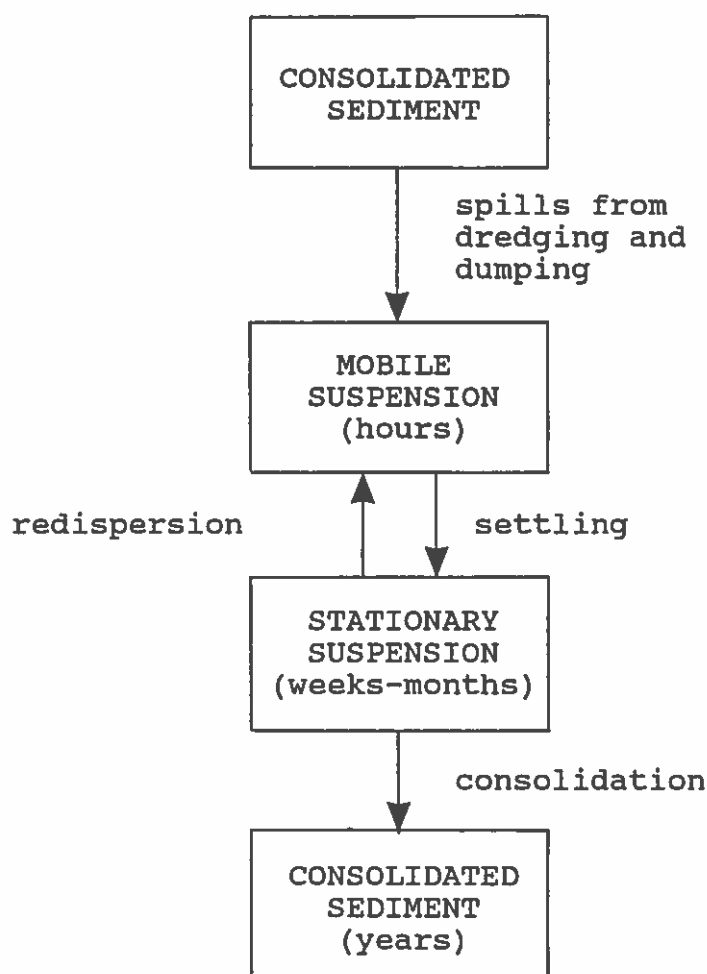 CONSOLIDATED
SEDIMENT
spills from
dredging and
dumping
MOBILE
SUSPENSION
(hours)
redispersion
settling
STATIONARY
SUSPENSION
(weeks-months)
consolidation
CONSOLIDATED
SEDIMENT
(years)